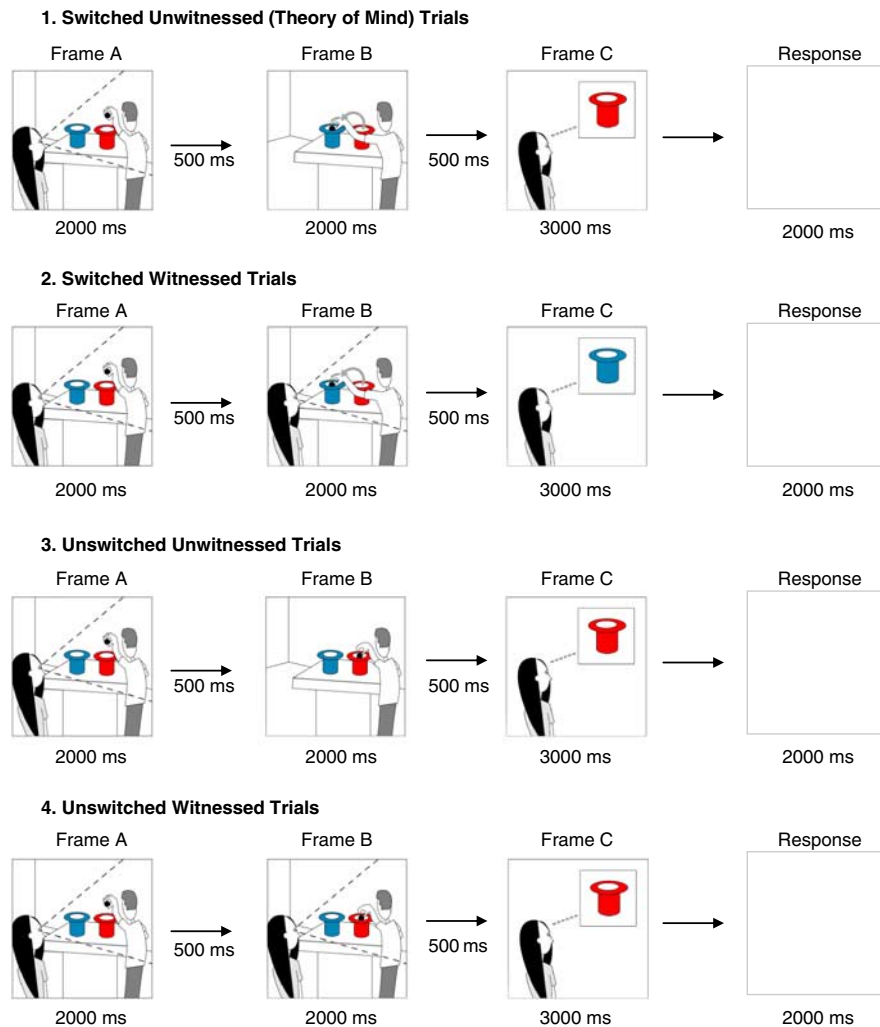 1. Switched Unwitnessed (Theory of Mind) Trials
Frame A Frame B Frame C Response
500 ms 500 ms
2000 ms 2000 ms 3000 ms 2000 ms
2. Switched Witnessed Trials
Frame A Frame B Frame C Response
500 ms 500 ms
2000 ms 2000 ms 3000 ms 2000 ms
3. Unswitched Unwitnessed Trials
Frame A Frame B Frame C Response
500 ms 500 ms
2000 ms 2000 ms 3000 ms 2000 ms
4. Unswitched Witnessed Trials
Frame A Frame B Frame C Response
500 ms 500 ms
2000 ms 2000 ms 3000 ms 2000 ms